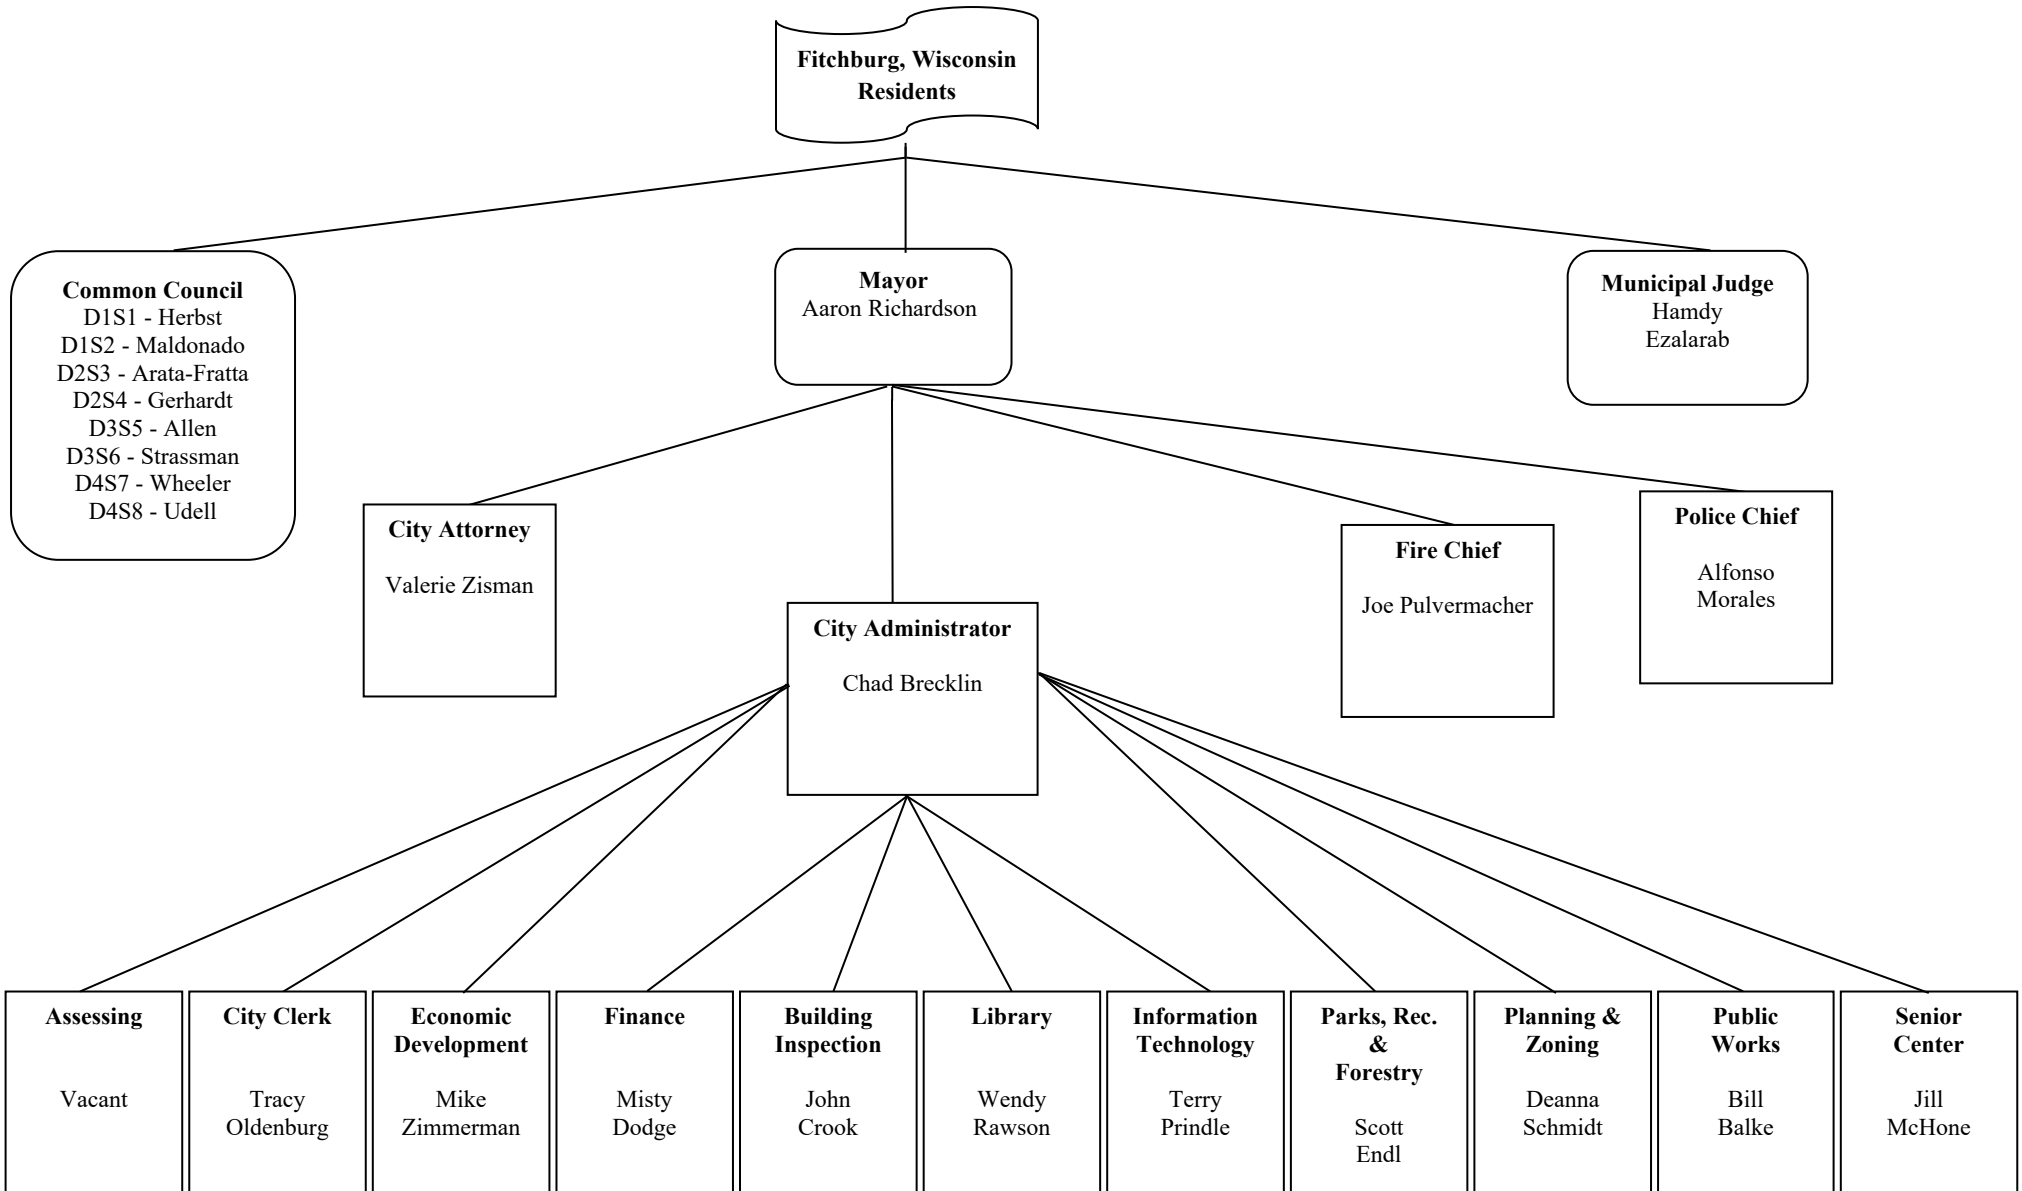 Fitchburg, Wisconsin
Residents
Common Council
D1S1 - Herbst
D1S2 - Maldonado
D2S3 - Arata-Fratta
D2S4 - Gerhardt
D3S5 - Allen
D3S6 - Strassman
D4S7 - Wheeler
D4S8 - Udell
Mayor
Aaron Richardson
Municipal Judge
Hamdy
Ezalarab
City Attorney
Valerie Zisman
City Administrator
Chad Brecklin
Fire Chief
Joe Pulvermacher
Police Chief
Alfonso
Morales
Assessing
Vacant
City Clerk
Tracy
Oldenburg
Economic
Development
Mike
Zimmerman
Finance
Misty
Dodge
Building
Inspection
John
Crook
Library
Wendy
Rawson
Information
Technology
Terry
Prindle
Parks, Rec.
&
Forestry
Scott
Endl
Planning &
Zoning
Deanna
Schmidt
Public
Works
Bill
Balke
Senior
Center
Jill
McHone